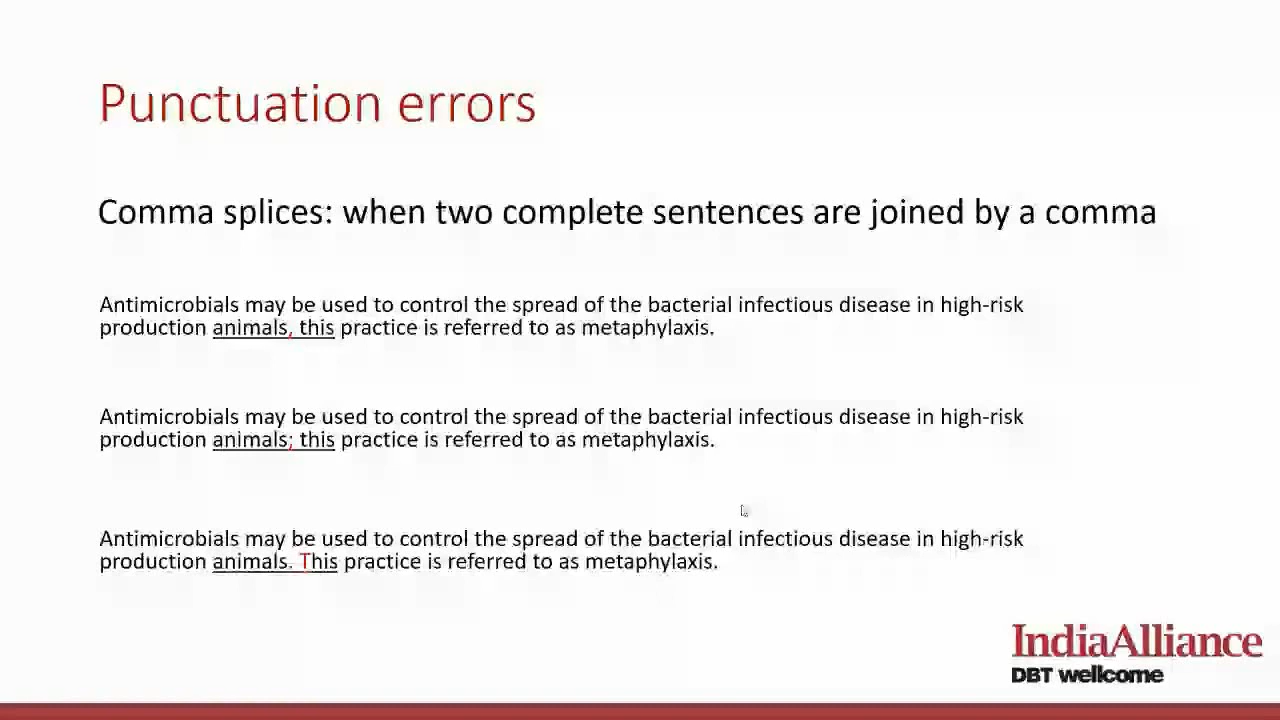 Punctuation errors
Comma splices: when two complete sentences are joined by a comma
Antimicrobials may be used to control the spread of the bacterial infectious disease in high-risk
production animals, this practice is referred to as metaphylaxis.
Antimicrobials may be used to control the spread of the bacterial infectious disease in high-risk
production animals; this practice is referred to as metaphylaxis.
Antimicrobials may be used to control the spread of the bacterial infectious disease in high-risk
production animals. This practice is referred to as metaphylaxis.
IndiaAlliance
DBT wellcome